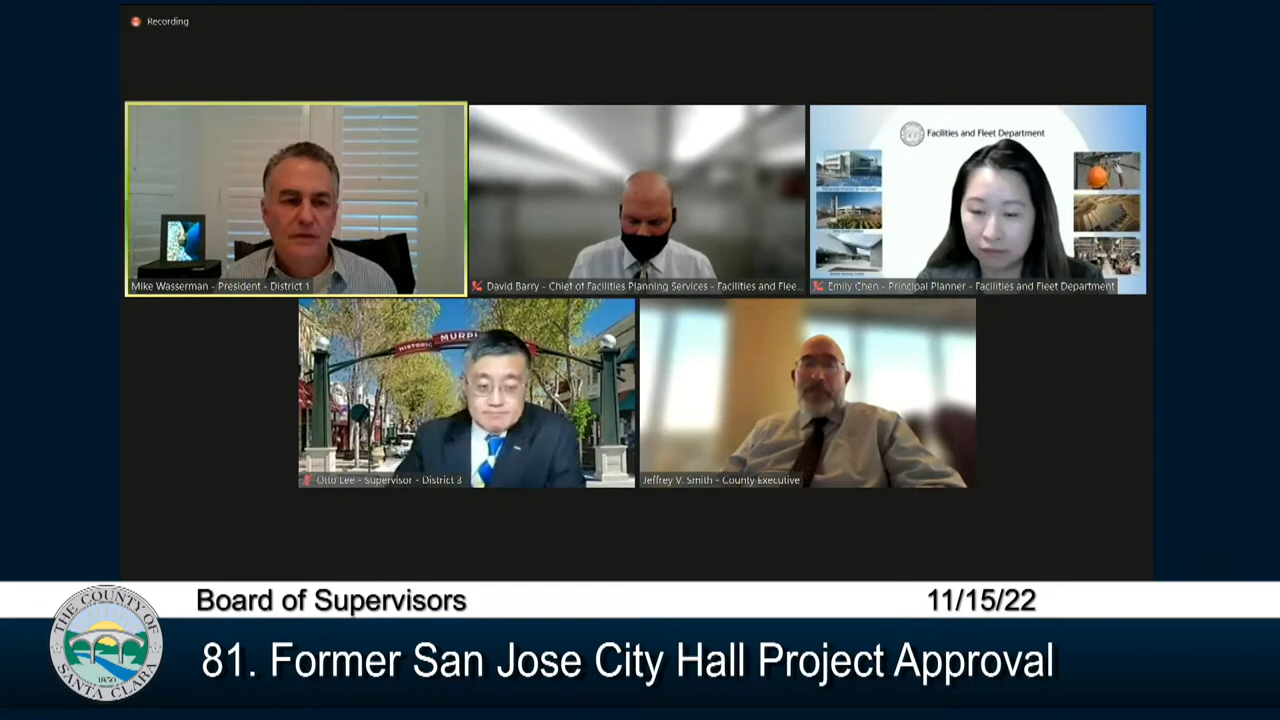 Recording
Facilities and Fleet Department
Mike Wasserman - President - District 1
David Barry - Chief of Facilities Planning Services - Facilities and Flee...
Emily Chen - Principal Planner - Facilities and Fleet Department
HISTORIC MURP
Otto Lee - Supervisor - District 3
Jeffrey V. Smith - County Executive
Board of Supervisors
11/15/22
THE COUNTY OF
SANTA CLARA
1850
81. Former San Jose City Hall Project Approval